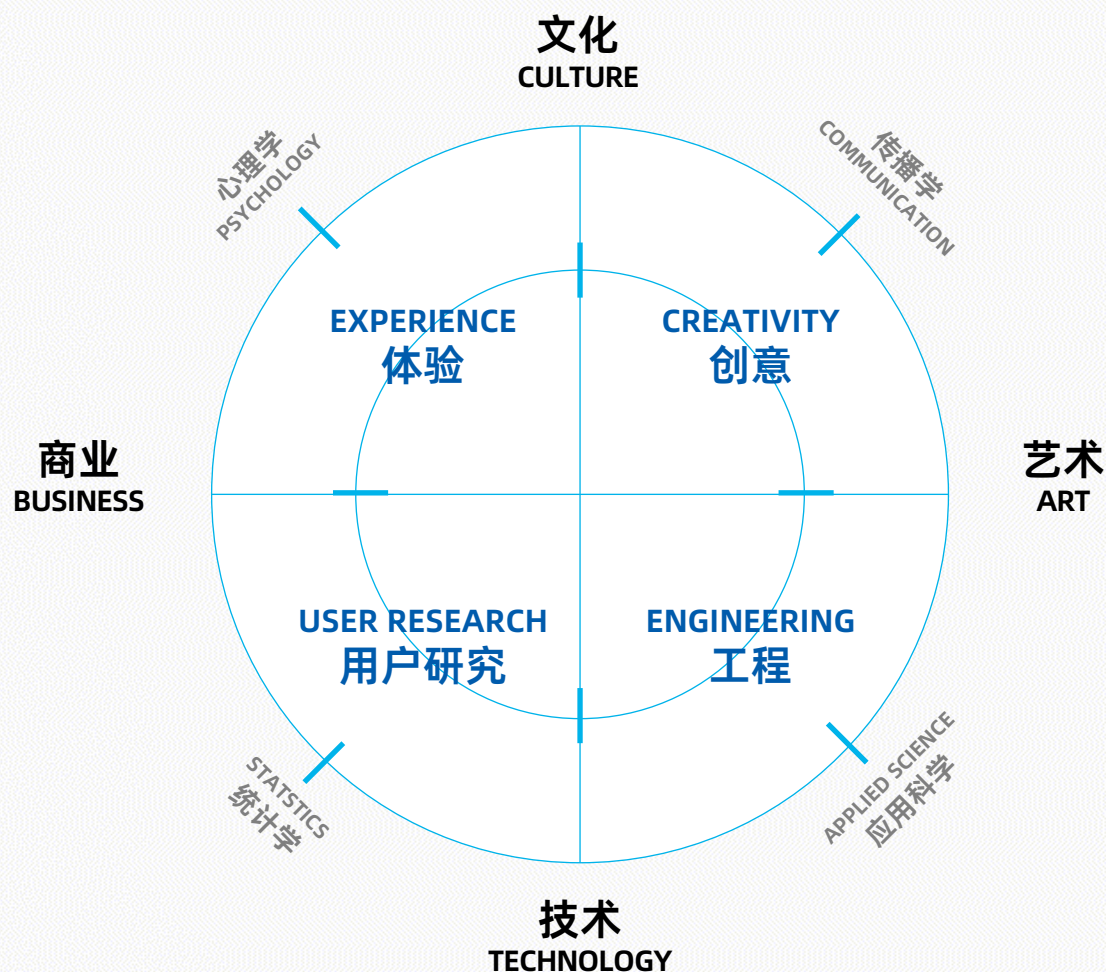 文化
CULTURE
心理学
PSYCHOLOGY
传播学
COMMUNICATION
EXPERIENCE
体验
CREATIVITY
创意
商业
BUSINESS
艺术
ART
USER RESEARCH
用户研究
ENGINEERING
工程
STATSTICS
统计学
APPLIED SCIENCE
应用科学
技术
TECHNOLOGY